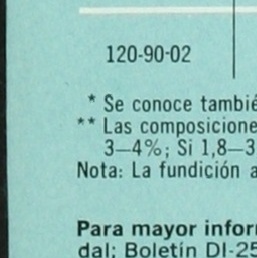 120-90-02
* Se conoce tambié
** Las composicione
3—4%; Si 1,8—3
Nota: La fundición a
Para mayor infor
dal: Boletín DI-25